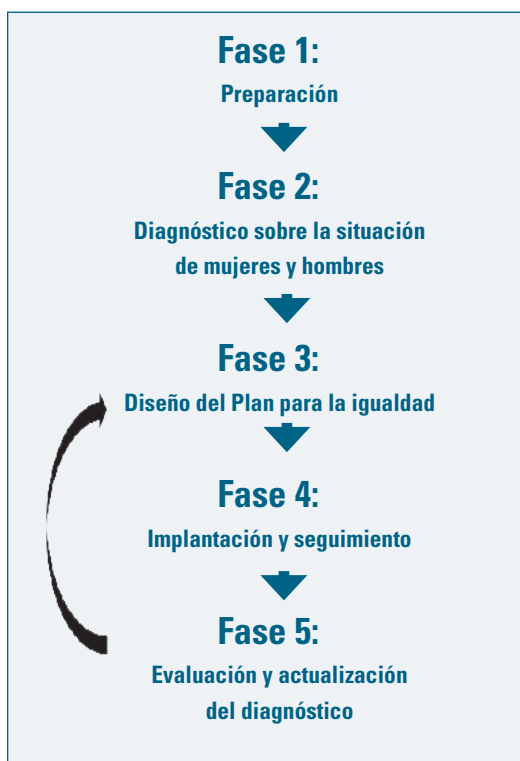 Fase 1:
Preparación
Fase 2:
Diagnóstico sobre la situación
de mujeres y hombres
Fase 3:
Diseño del Plan para la igualdad
Fase 4:
Implantación y seguimiento
Fase 5:
Evaluación y actualización
del diagnóstico